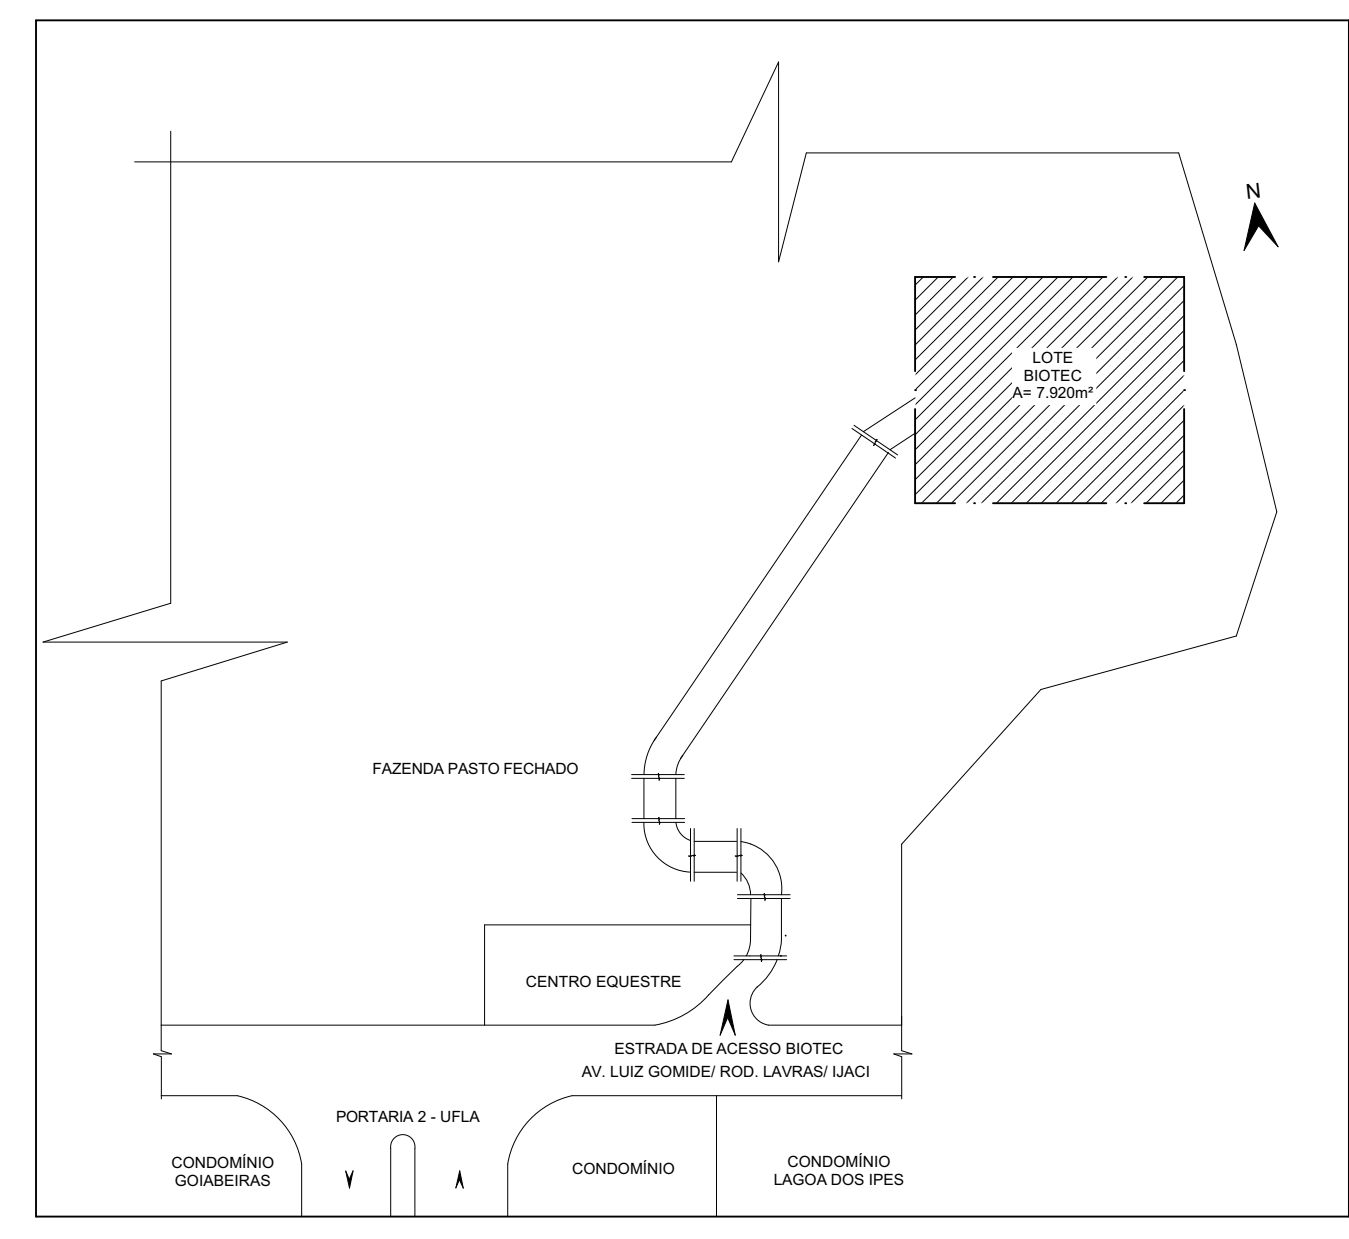 N
LOTE
BIOTEC
A= 7.920m²
FAZENDA PASTO FECHADO
CENTRO EQUESTRE
ESTRADA DE ACESSO BIOTEC
AV. LUIZ GOMIDE/ ROD. LAVRAS/ IJACI
PORTARIA 2 - UFLA
CONDOMÍNIO
GOIABEIRAS
CONDOMÍNIO
CONDOMÍNIO
LAGOA DOS IPES